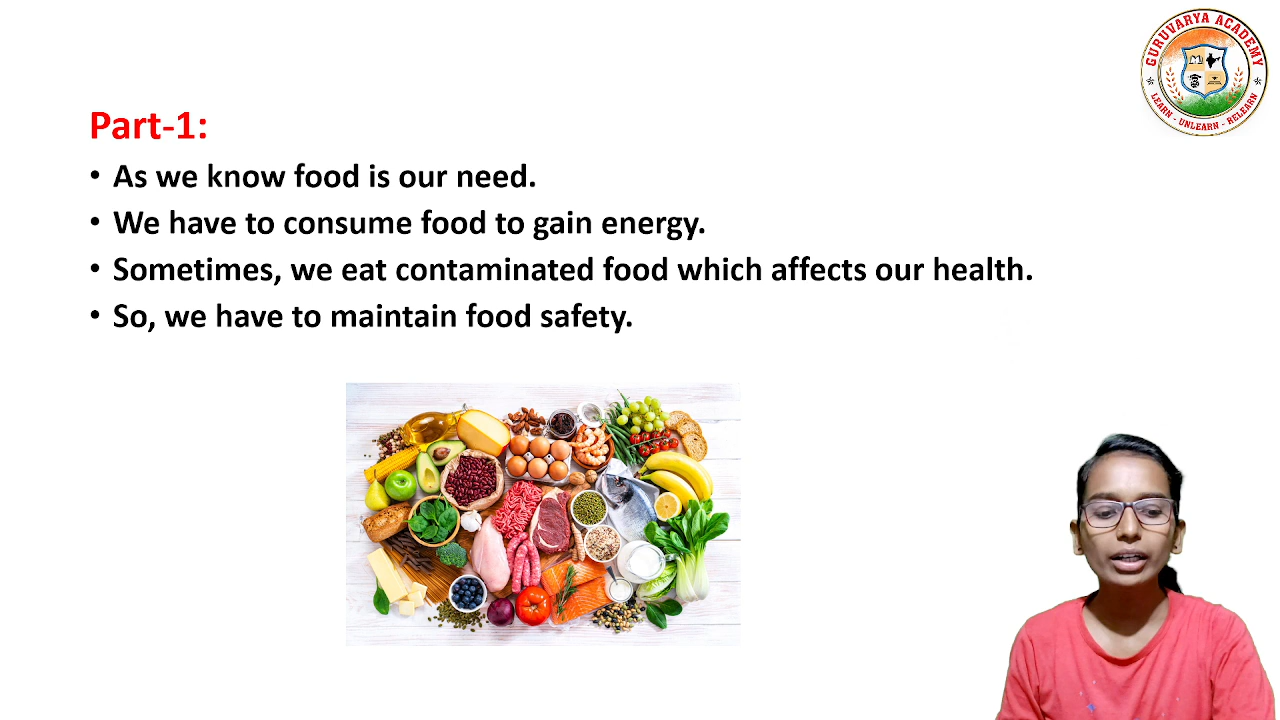 GURUVARYA ACADEMY
LEARN - UNLEARN - RELEARN
Part-1:
• As we know food is our need.
• We have to consume food to gain energy.
• Sometimes, we eat contaminated food which affects our health.
• So, we have to maintain food safety.